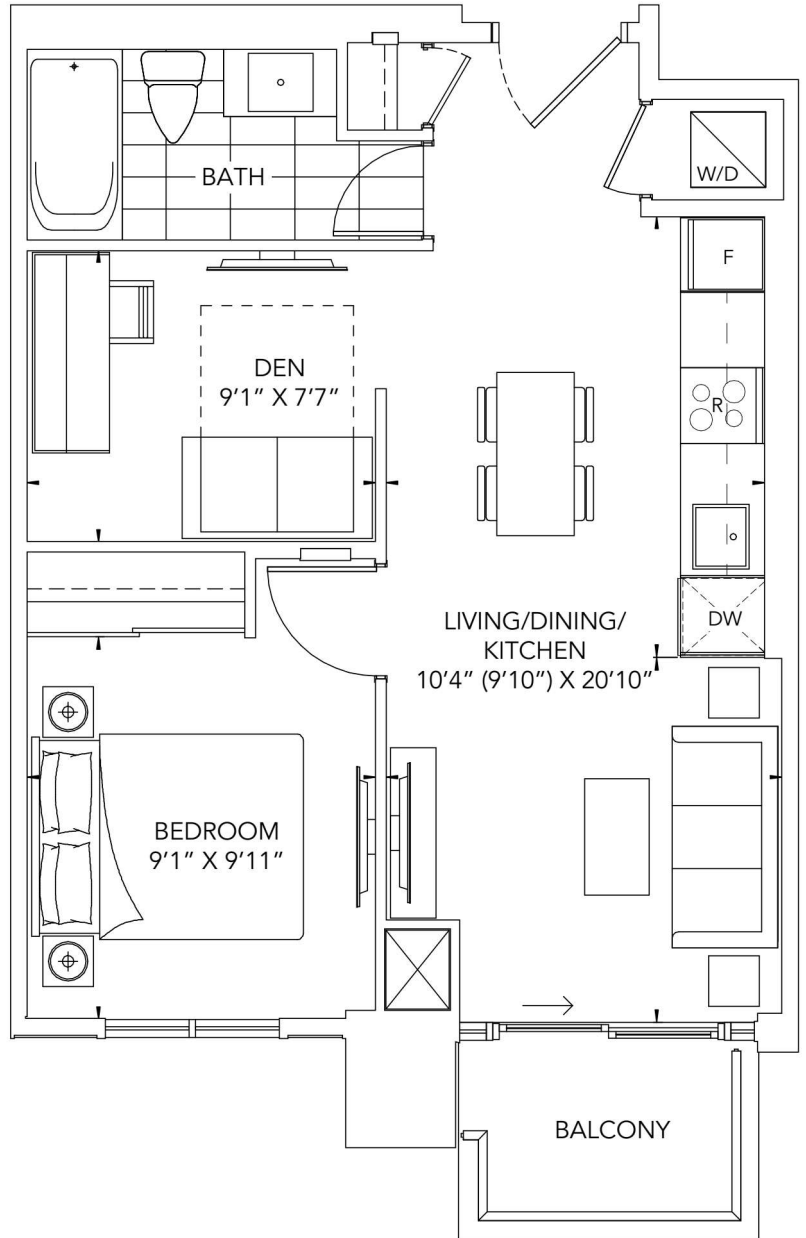 BATH
W/D
F
DEN
9'1" X 7'7"
R
DW
LIVING/DINING/
KITCHEN
10'4" (9'10") X 20'10"
BEDROOM
9'1" X 9'11"
BALCONY